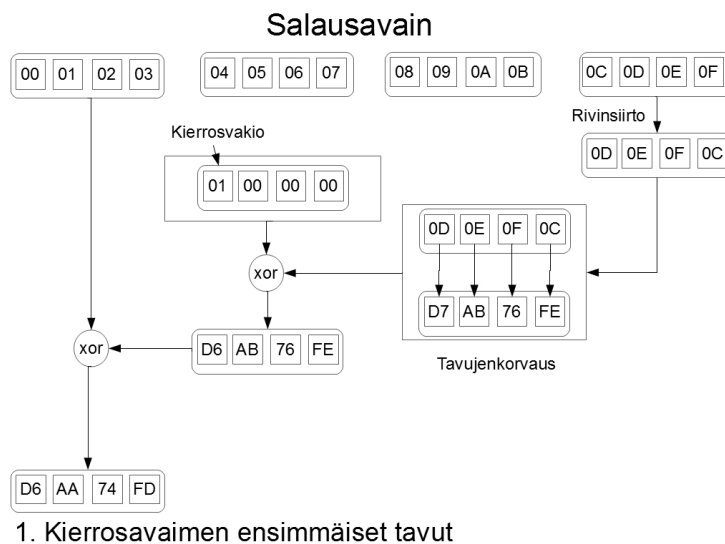 Salausavain
00 01 02 03 04 05 06 07 08 09 0A 0B 0C 0D 0E 0F
Rivinsiirto
Kierrosvakio
0D 0E 0F 0C
01 00 00 00
0D 0E 0F 0C
xor
D7 AB 76 FE
xor
D6 AB 76 FE
Tavujenkorvaus
D6 AA 74 FD
1. Kierrosavaimen ensimmäiset tavut